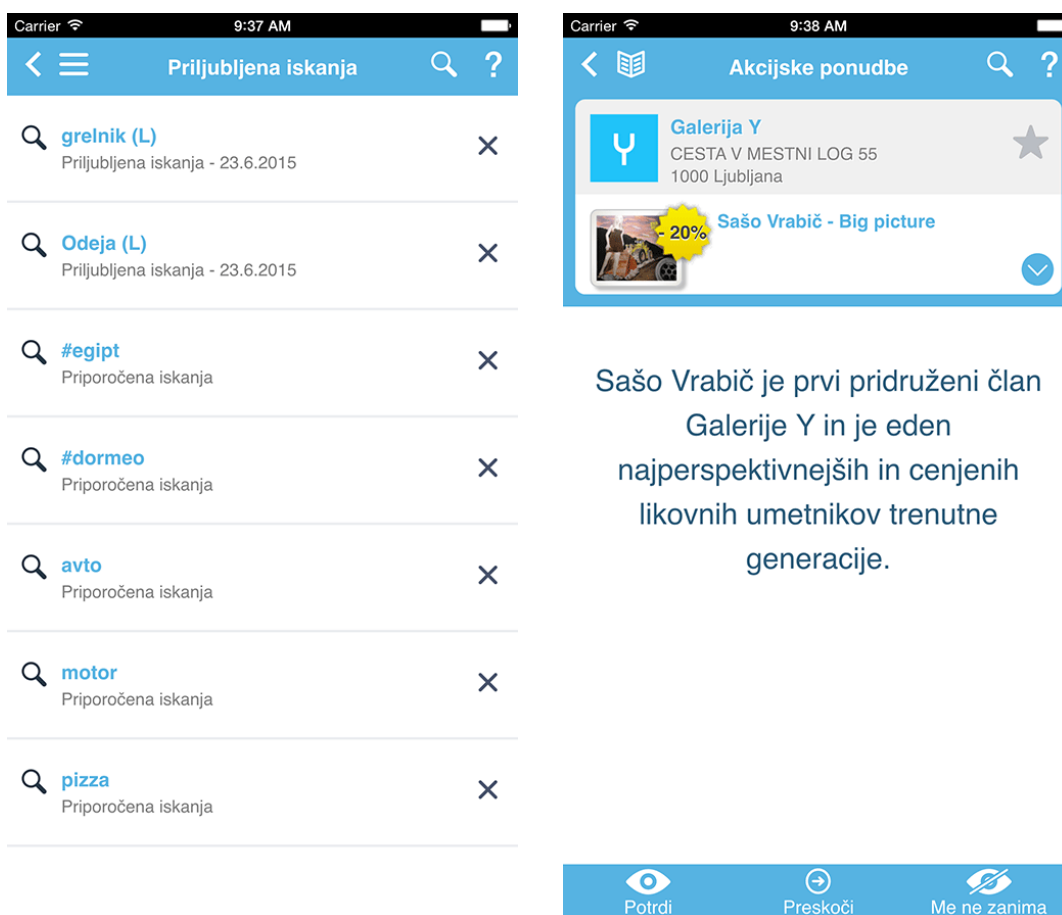 Carrier 9:37 AM
Priljubljena iskanja ?
grelnik (L)
Priljubljena iskanja - 23.6.2015
Odeja (L)
Priljubljena iskanja - 23.6.2015
#egipt
Priporočena iskanja
#dormeo
Priporočena iskanja
avto
Priporočena iskanja
motor
Priporočena iskanja
pizza
Priporočena iskanja
Carrier 9:38 AM
Akcijske ponudbe ?
Galerija Y
CESTA V MESTNI LOG 55
1000 Ljubljana
- 20%
Sašo Vrabič - Big picture
Sašo Vrabič je prvi pridruženi član
Galerije Y in je eden
najperspektivnejših in cenjenih
likovnih umetnikov trenutne
generacije.
Potrdi Preskoči Me ne zanima